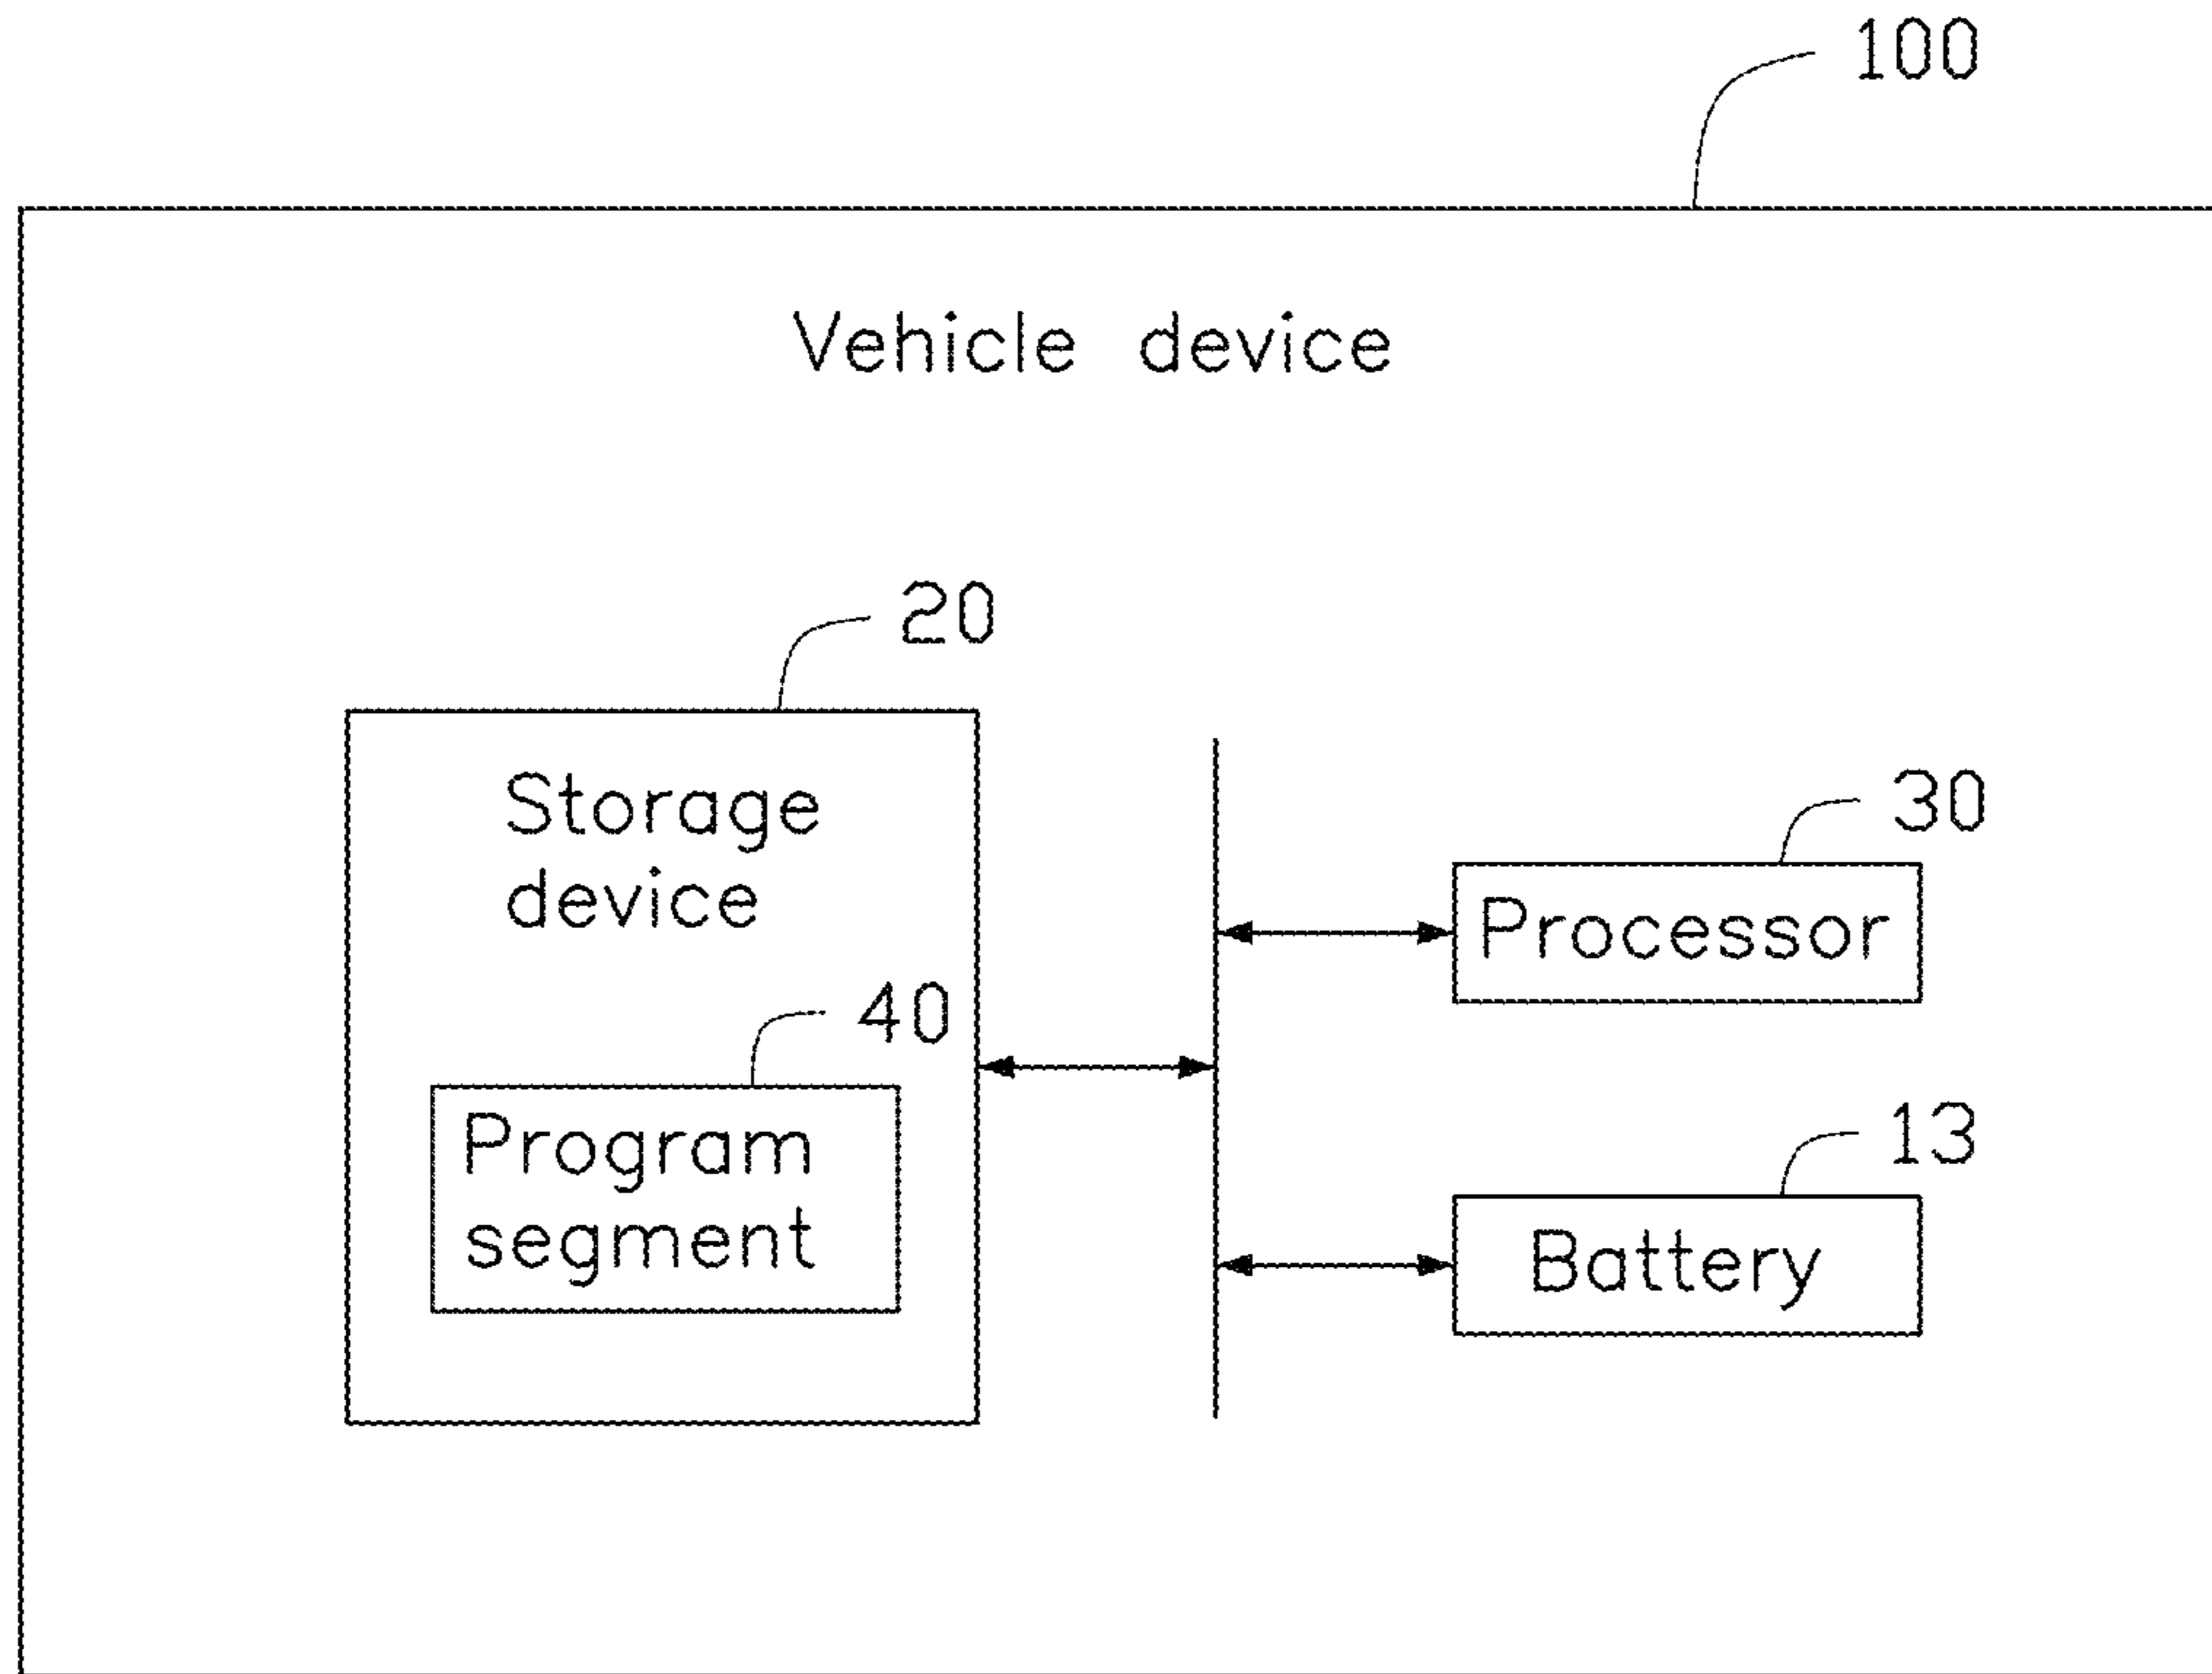 100
Vehicle device
20
Storage
device
30
Processor
40
Program
segment
13
Battery